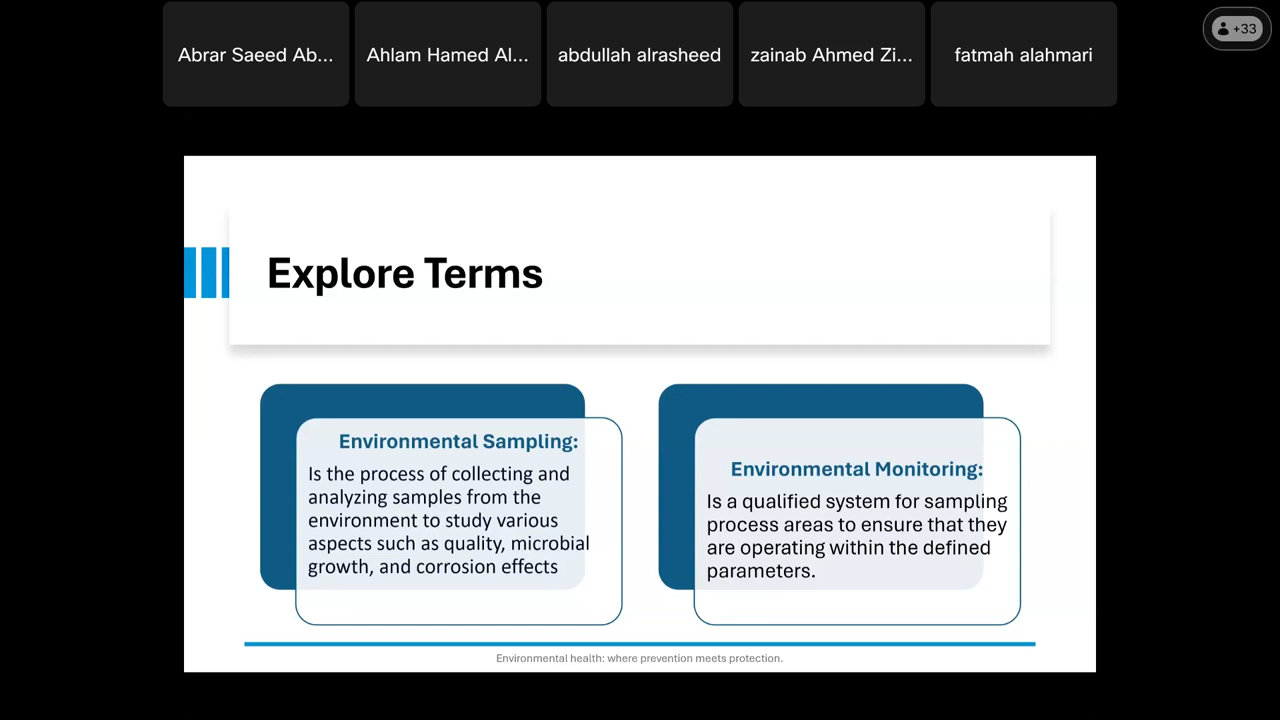 Abrar Saeed Ab...
Ahlam Hamed Al...
abdullah alrasheed
zainab Ahmed Zi...
fatmah alahmari
+33
Explore Terms
Environmental Sampling:
Is the process of collecting and
analyzing samples from the
environment to study various
aspects such as quality, microbial
growth, and corrosion effects
Environmental Monitoring:
Is a qualified system for sampling
process areas to ensure that they
are operating within the defined
parameters.
Environmental health: where prevention meets protection.